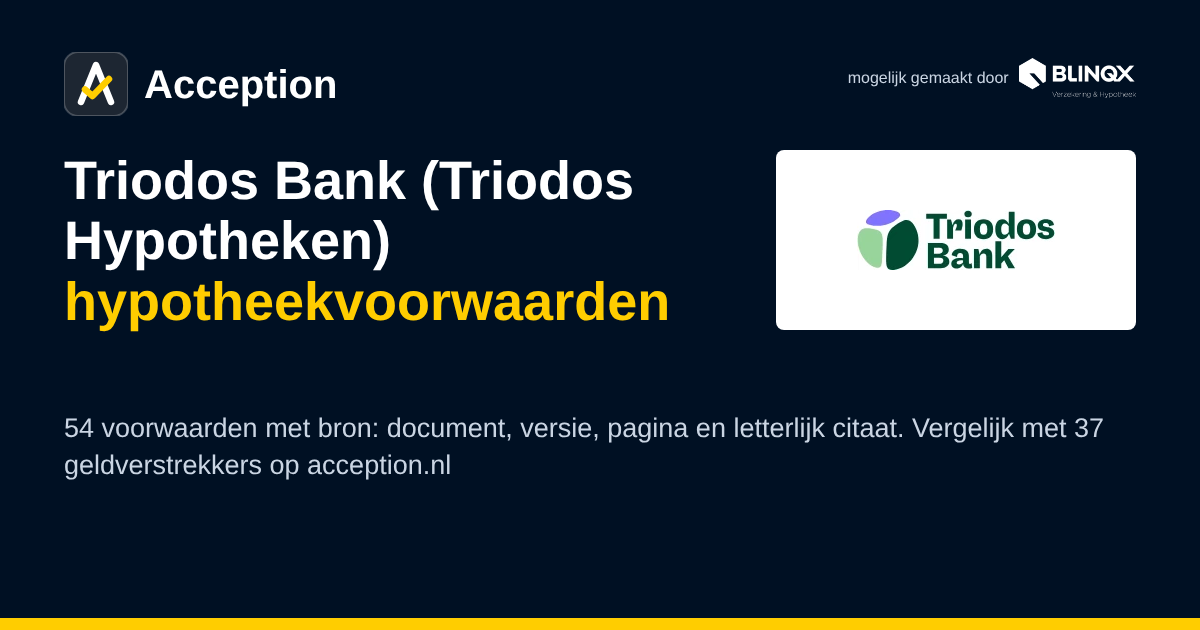 Acception
mogelijk gemaakt door
BLINQX
Verzekering & Hypotheek
Triodos Bank (Triodos
Hypotheken)
hypotheekvoorwaarden
Triodos
Bank
54 voorwaarden met bron: document, versie, pagina en letterlijk citaat. Vergelijk met 37
geldverstrekkers op acception.nl